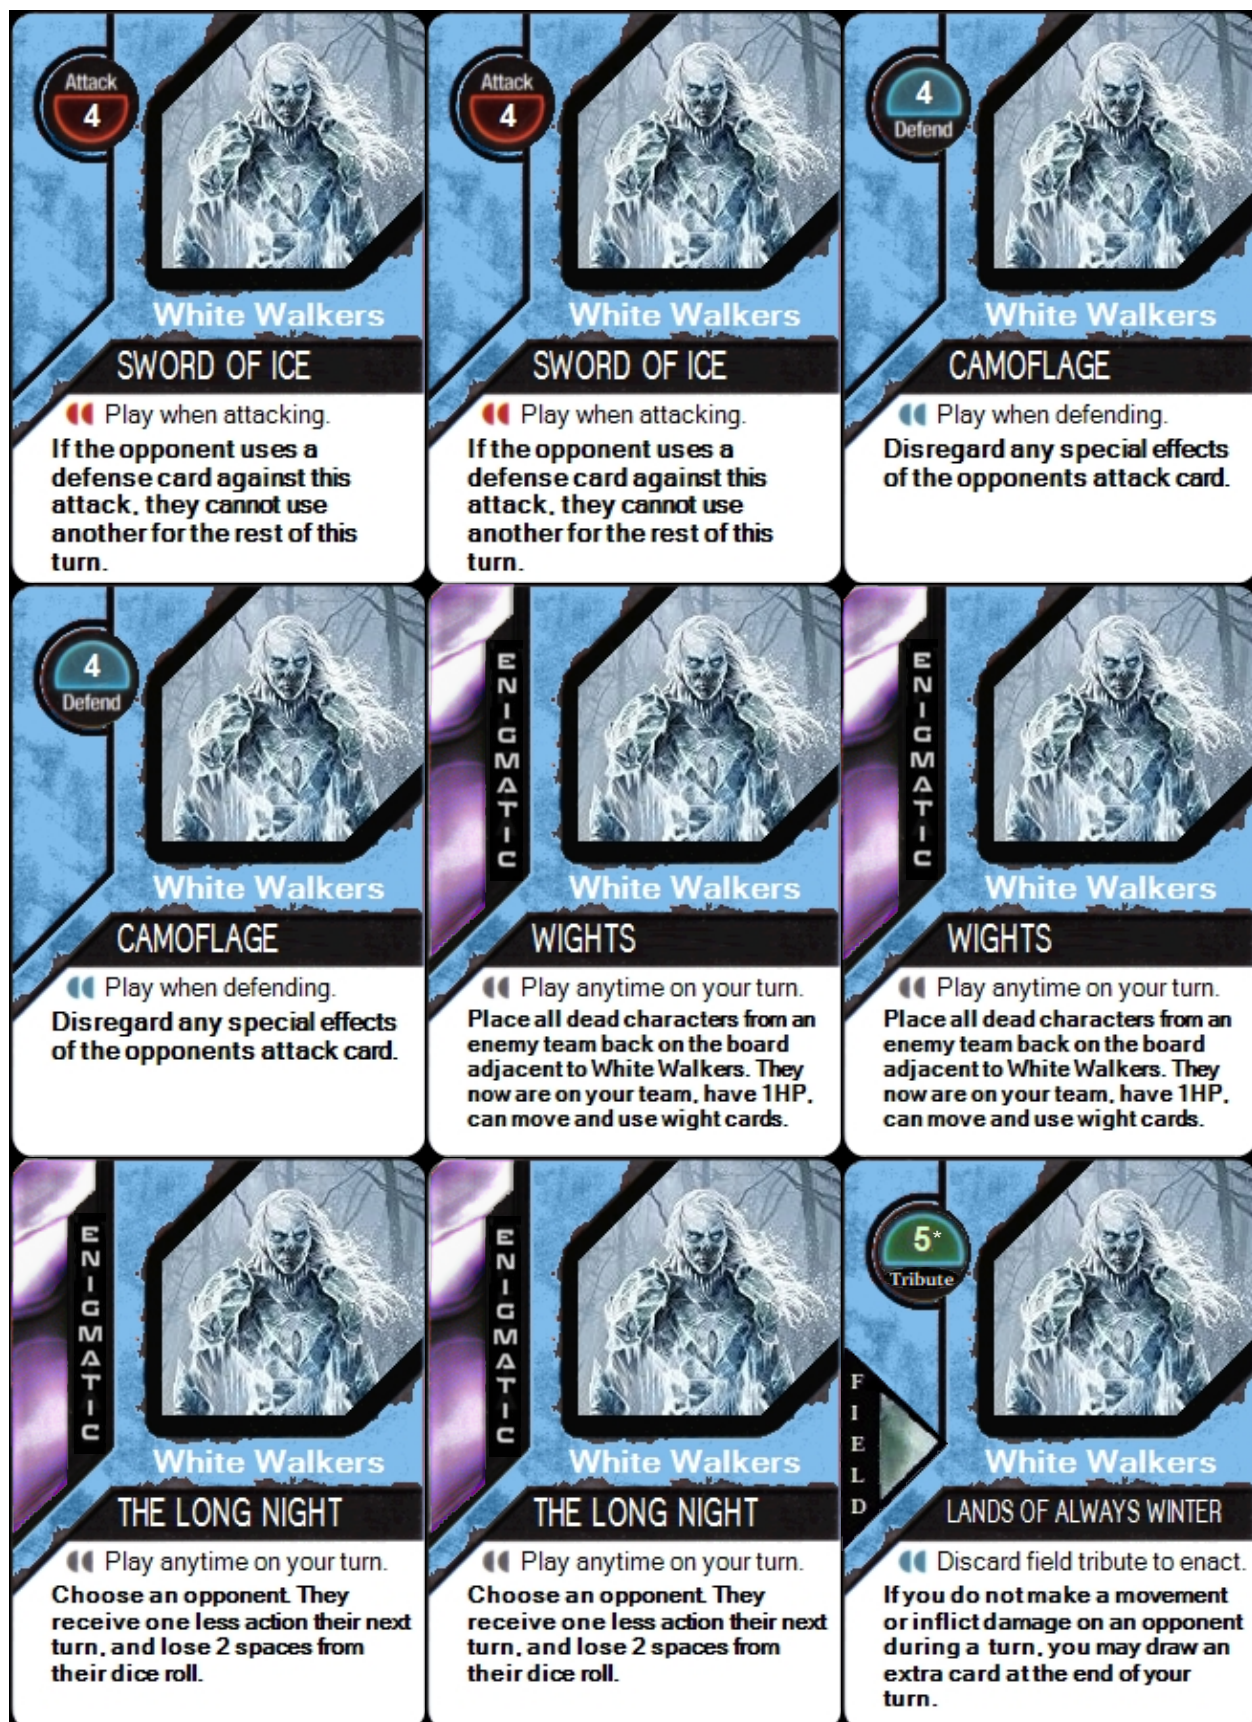 Attack
4
White Walkers
SWORD OF ICE
Play when attacking.
If the opponent uses a
defense card against this
attack, they cannot use
another for the rest of this
turn.
Attack
4
White Walkers
SWORD OF ICE
Play when attacking.
If the opponent uses a
defense card against this
attack, they cannot use
another for the rest of this
turn.
4
Defend
White Walkers
CAMOFLAGE
Play when defending.
Disregard any special effects
of the opponents attack card.
4
Defend
White Walkers
CAMOFLAGE
Play when defending.
Disregard any special effects
of the opponents attack card.
ENIGMATIC
White Walkers
WIGHTS
Play anytime on your turn.
Place all dead characters from an
enemy team back on the board
adjacent to White Walkers. They
now are on your team, have 1HP,
can move and use wight cards.
ENIGMATIC
White Walkers
WIGHTS
Play anytime on your turn.
Place all dead characters from an
enemy team back on the board
adjacent to White Walkers. They
now are on your team, have 1HP,
can move and use wight cards.
ENIGMATIC
White Walkers
THE LONG NIGHT
Play anytime on your turn.
Choose an opponent. They
receive one less action their next
turn, and lose 2 spaces from
their dice roll.
ENIGMATIC
White Walkers
THE LONG NIGHT
Play anytime on your turn.
Choose an opponent. They
receive one less action their next
turn, and lose 2 spaces from
their dice roll.
5*
Tribute
FIELD
White Walkers
LANDS OF ALWAYS WINTER
Discard field tribute to enact.
If you do not make a movement
or inflict damage on an opponent
during a turn, you may draw an
extra card at the end of your
turn.